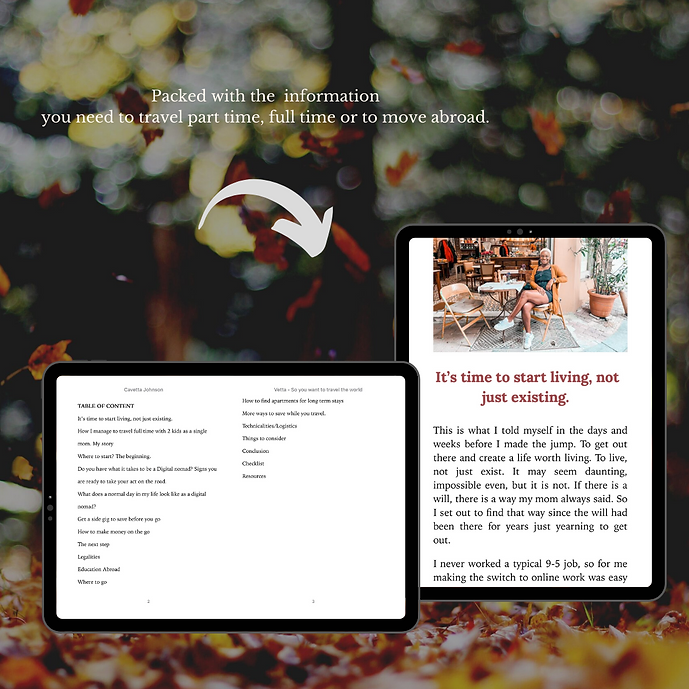 Packed with the  information
you need to travel part time, full time or to move abroad.
Cavetta Johnson
TABLE OF CONTENT
It's time to start living, not just existing.
How I manage to travel full time with 2 kids as a single
mom. My story
Where to start? The beginning.
Do you have what it takes to be a Digital nomad? Signs you
are ready to take your act on the road.
What does a normal day in my life look like as a digital
nomad?
Get a side gig to save before you go
How to make money on the go
The next step
Legalities
Education Abroad
Where to go
2
Vetta - So you want to travel the world
How to find apartments for long term stays
More ways to save while you travel.
Technicalities/Logistics
Things to consider
Conclusion
Checklist
Resources
3
It's time to start living, not
just existing.
This is what I told myself in the days and
weeks before I made the jump. To get out
there and create a life worth living. To live,
not just exist. It may seem daunting,
impossible even, but it is not. If there is a
will, there is a way my mom always said. So
I set out to find that way since the will had
been there for years just yearning to get
out.
I never worked a typical 9-5 job, so for me
making the switch to online work was easy